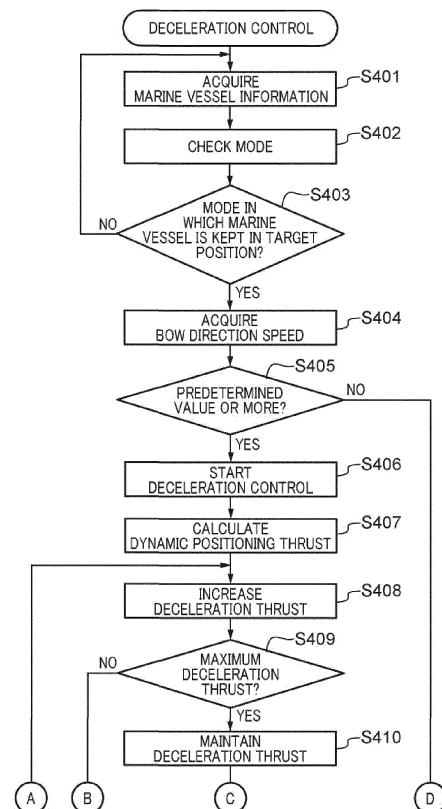 DECELERATION CONTROL
ACQUIRE
MARINE VESSEL INFORMATION
S401
CHECK MODE
S402
MODE IN
WHICH MARINE
VESSEL IS KEPT IN TARGET
POSITION?
S403
NO
YES
ACQUIRE
BOW DIRECTION SPEED
S404
PREDETERMINED
VALUE OR MORE?
S405
NO
YES
START
DECELERATION CONTROL
S406
CALCULATE
DYNAMIC POSITIONING THRUST
S407
INCREASE
DECELERATION THRUST
S408
MAXIMUM
DECELERATION
THRUST?
S409
NO
YES
MAINTAIN
DECELERATION THRUST
S410
A
B
C
D